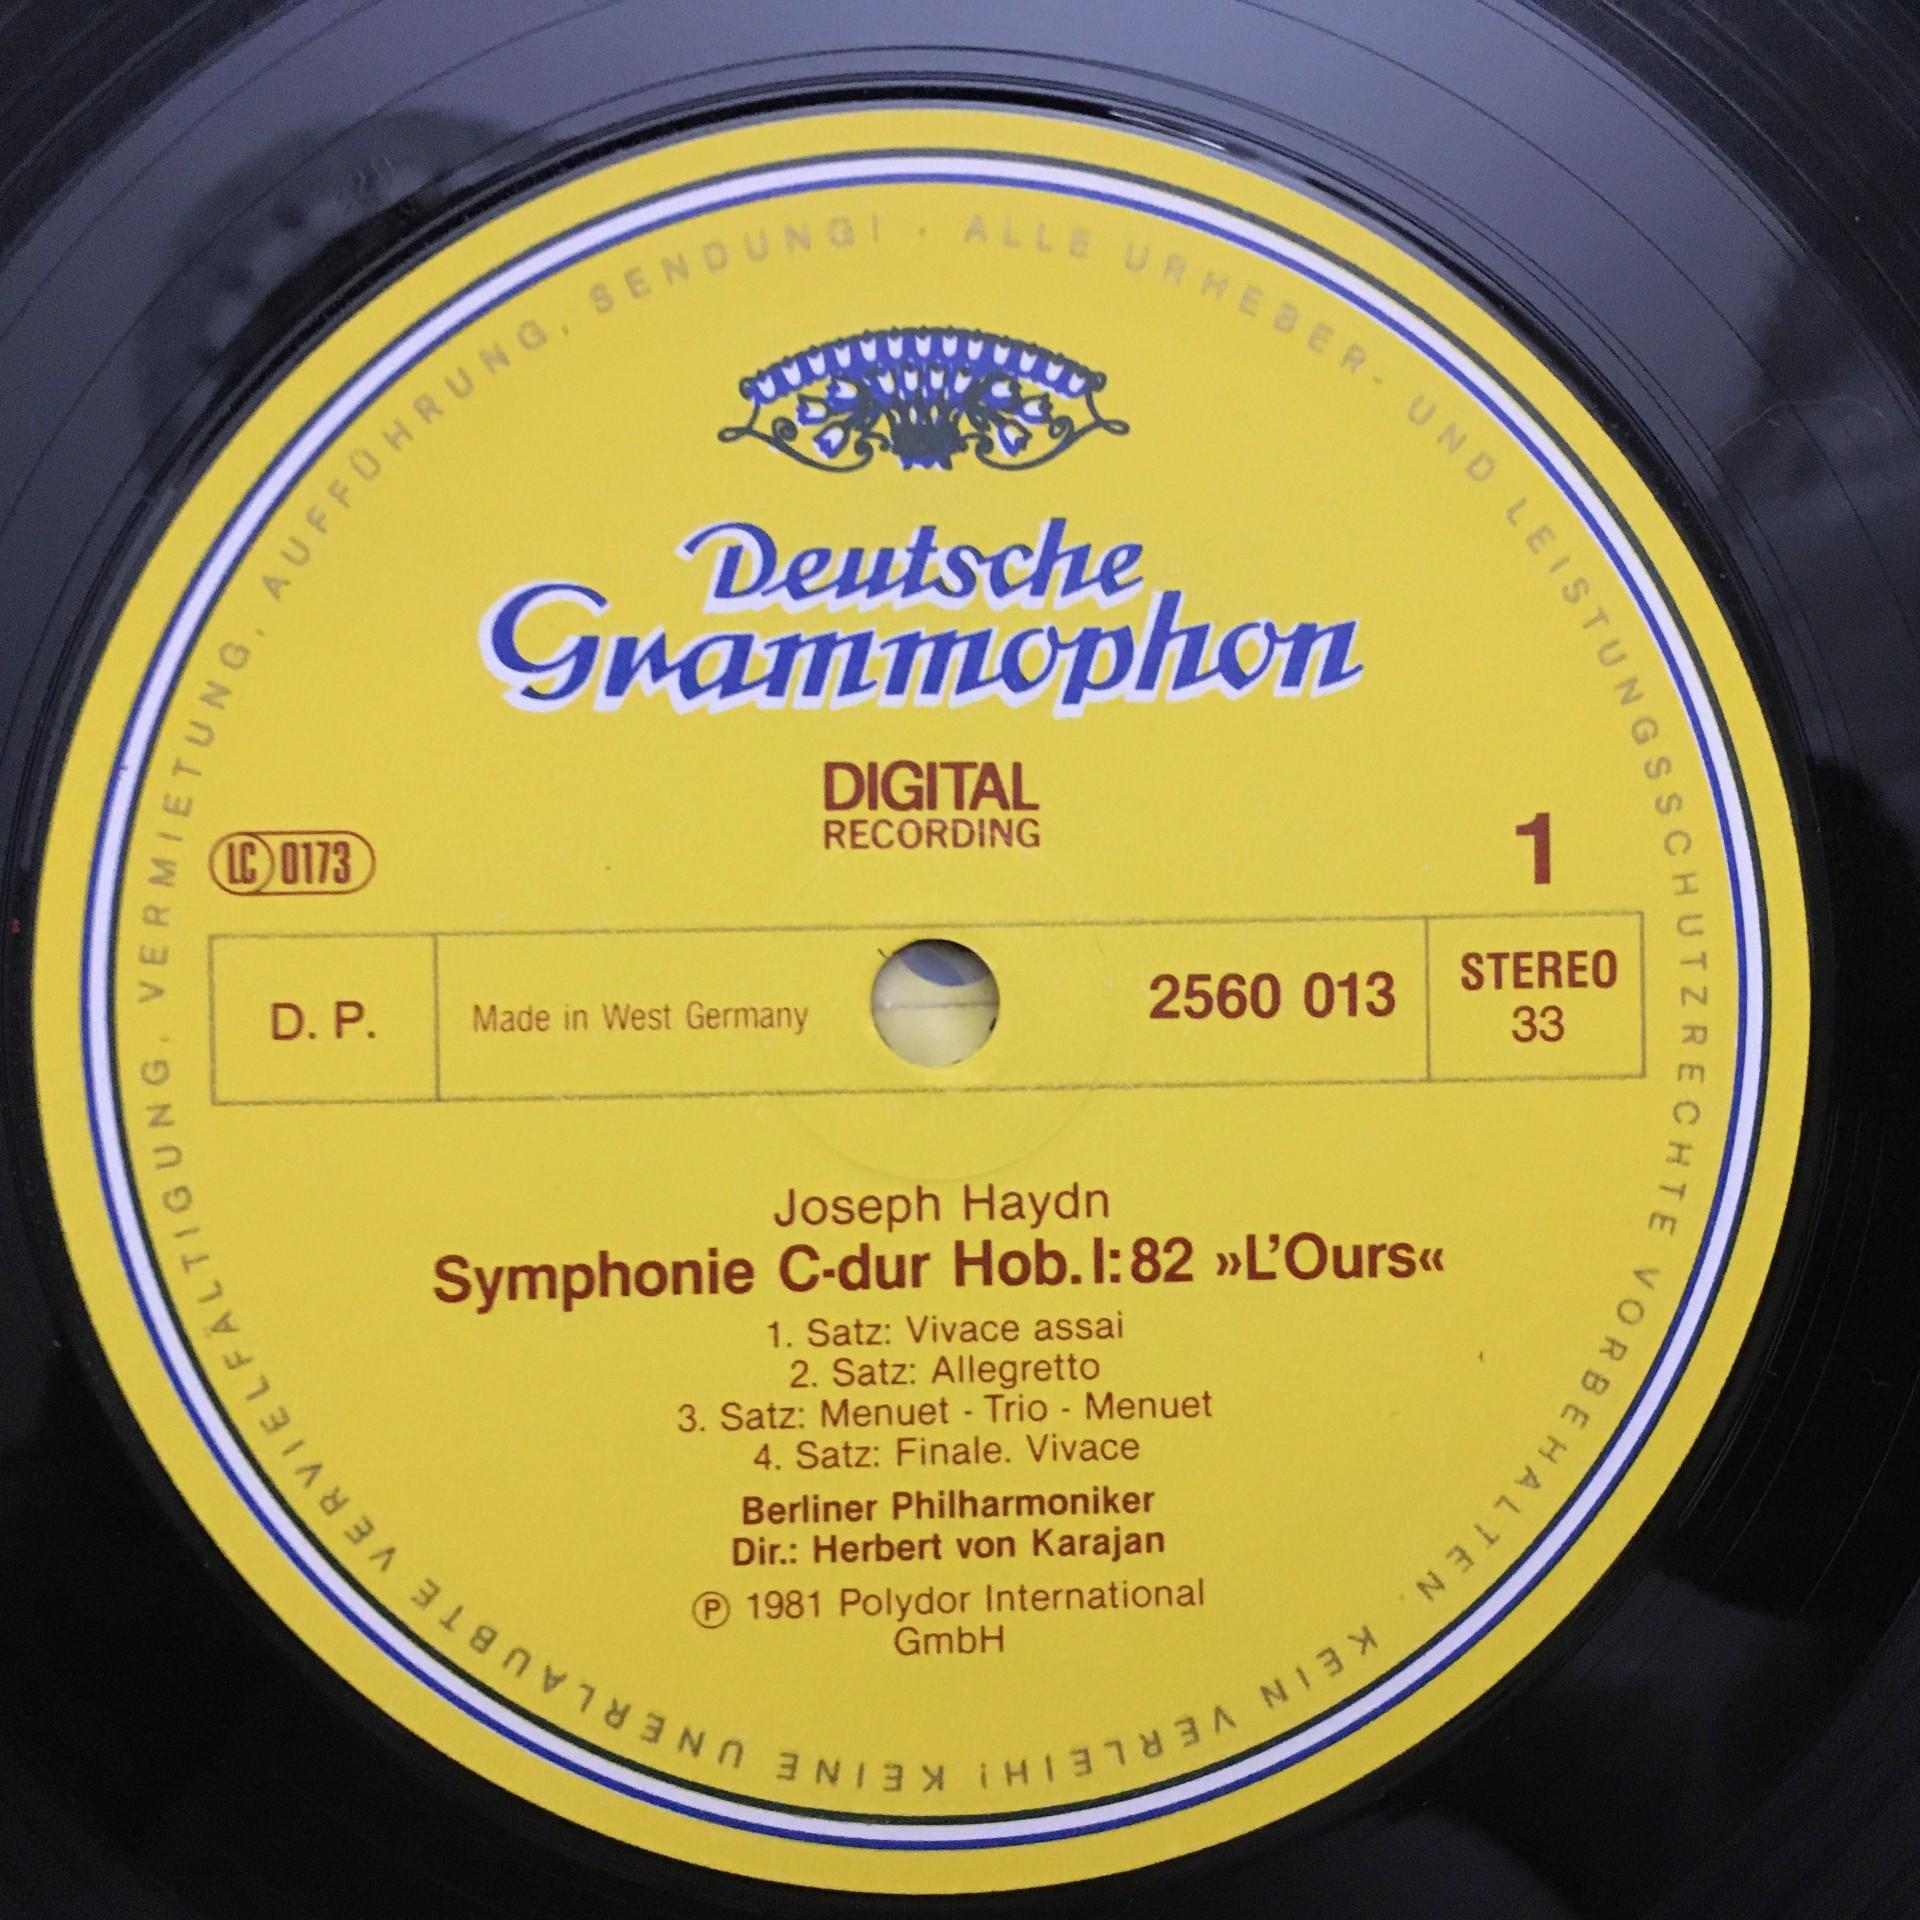 ALLE URHEBER- UND LEISTUNGSSCHUTZRECHTE VORBEHALTEN. KEIN VERLEIH! KEINE UNERLAUBTE VERVIELFÄLTIGUNG, VERMIETUNG, AUFFÜHRUNG, SENDUNG! ·
Deutsche
Grammophon
DIGITAL
RECORDING
LC 0173
1
D. P.
Made in West Germany
2560 013
STEREO
33
Joseph Haydn
Symphonie C-dur Hob. I: 82 »L'Ours«
1. Satz: Vivace assai
2. Satz: Allegretto
3. Satz: Menuet - Trio - Menuet
4. Satz: Finale. Vivace
Berliner Philharmoniker
Dir.: Herbert von Karajan
℗ 1981 Polydor International
GmbH